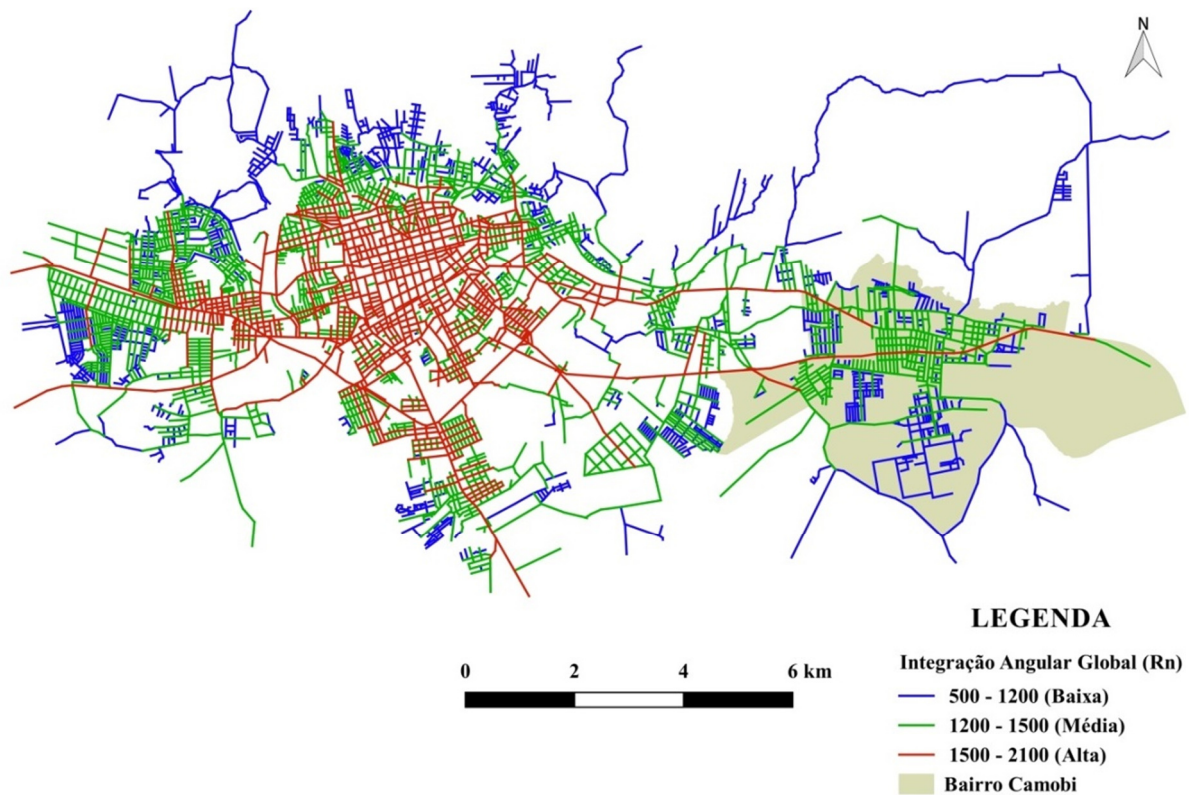 N
LEGENDA
Integração Angular Global (Rn)
0 2 4 6 km
500 - 1200 (Baixa)
1200 - 1500 (Média)
1500 - 2100 (Alta)
Bairro Camobi